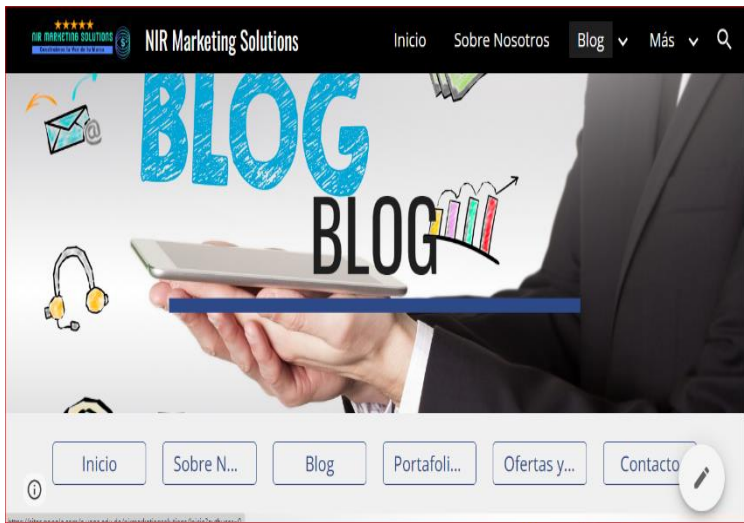 NIR MARKETING SOLUTIONS
NIR Marketing Solutions
Inicio
Sobre Nosotros
Blog
Más
BLOG
BLOG
Inicio
Sobre N...
Blog
Portafoli...
Ofertas y...
Contacto